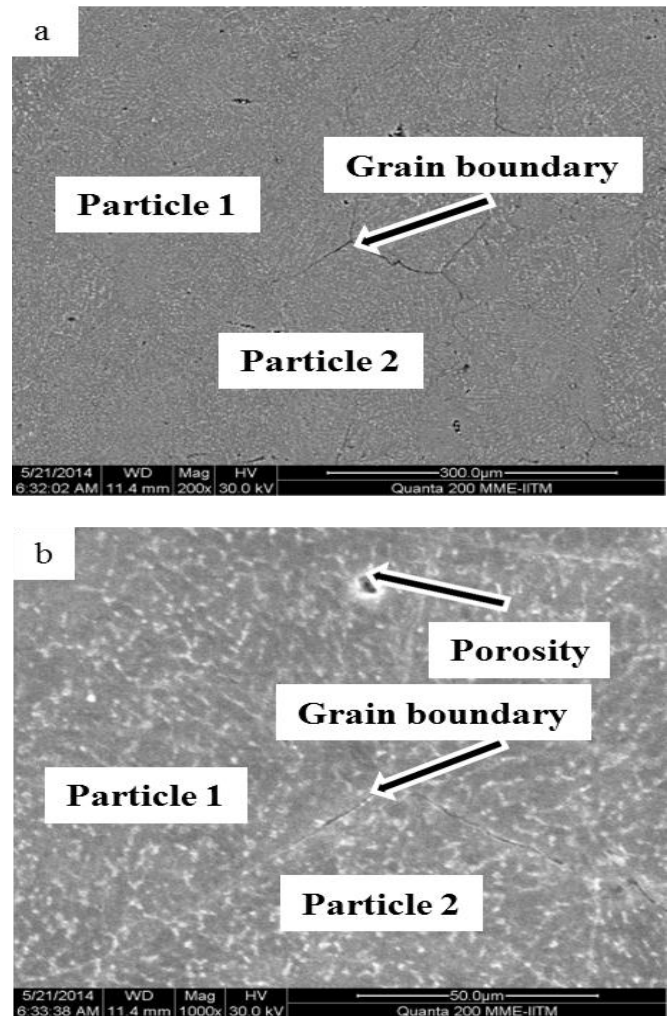 a
Grain boundary
Particle 1
Particle 2
5/21/2014 WD Mag HV 300.0µm
6:32:02 AM 11.4 mm 200x 30.0 kV Quanta 200 MME-IITM
b
Porosity
Grain boundary
Particle 1
Particle 2
5/21/2014 WD Mag HV 50.0µm
6:33:38 AM 11.4 mm 1000x 30.0 kV Quanta 200 MME-IITM